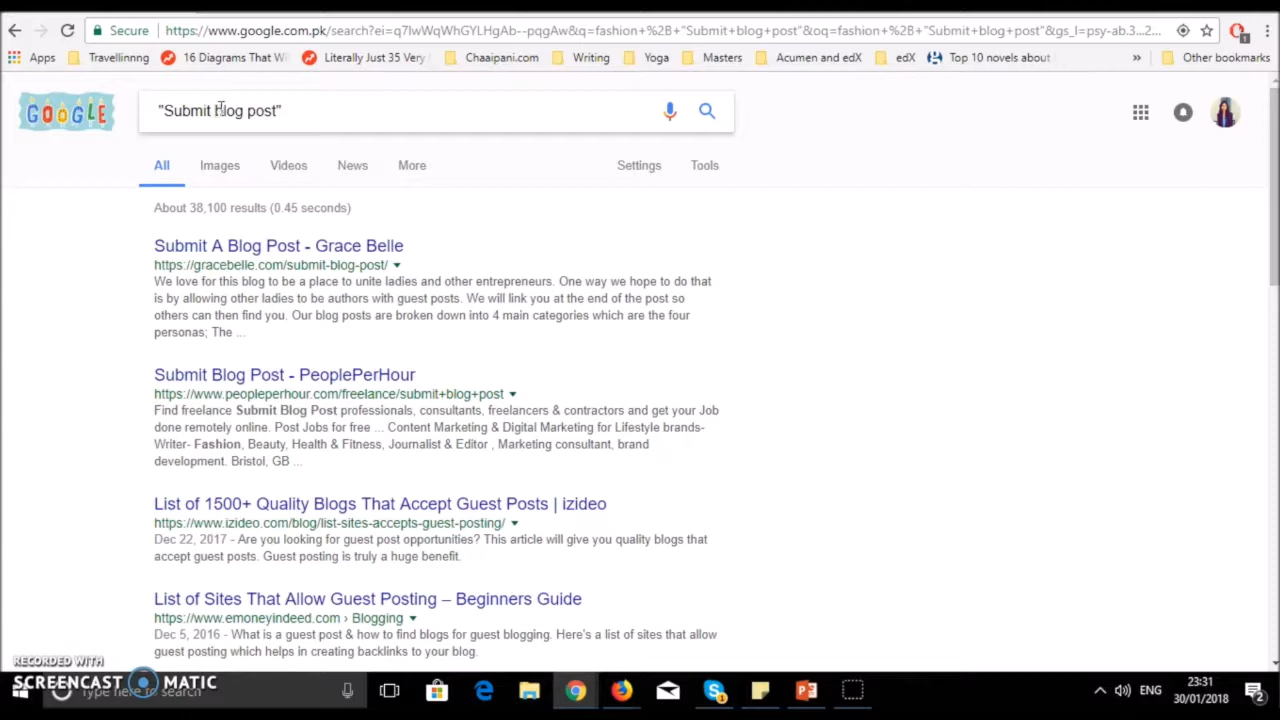 Secure https://www.google.com.pk/search?ei=q7lwWqWhGYLHgAb--pqgAw&q=fashion+%2B+"Submit+blog+post"&oq=fashion+%2B+"Submit+blog+post"&gs_l=psy-ab.3...2... 1
Apps Travellinnng 16 Diagrams That Wi Literally Just 35 Very Chaaipani.com Writing Yoga Masters Acumen and edX edX Top 10 novels about » Other bookmarks
GOOGLE "Submit blog post"
All Images Videos News More Settings Tools
About 38,100 results (0.45 seconds)
Submit A Blog Post - Grace Belle
https://gracebelle.com/submit-blog-post/
We love for this blog to be a place to unite ladies and other entrepreneurs. One way we hope to do that
is by allowing other ladies to be authors with guest posts. We will link you at the end of the post so
others can then find you. Our blog posts are broken down into 4 main categories which are the four
personas; The ...
Submit Blog Post - PeoplePerHour
https://www.peopleperhour.com/freelance/submit+blog+post
Find freelance Submit Blog Post professionals, consultants, freelancers & contractors and get your Job
done remotely online. Post Jobs for free ... Content Marketing & Digital Marketing for Lifestyle brands-
Writer- Fashion, Beauty, Health & Fitness, Journalist & Editor , Marketing consultant, brand
development. Bristol, GB ...
List of 1500+ Quality Blogs That Accept Guest Posts | izideo
https://www.izideo.com/blog/list-sites-accepts-guest-posting/
Dec 22, 2017 - Are you looking for guest post opportunities? This article will give you quality blogs that
accept guest posts. Guest posting is truly a huge benefit.
List of Sites That Allow Guest Posting – Beginners Guide
https://www.emoneyindeed.com › Blogging
Dec 5, 2016 - What is a guest post & how to find blogs for guest blogging. Here's a list of sites that allow
guest posting which helps in creating backlinks to your blog.
RECORDED WITH
SCREENCAST MATIC
Type here to search
ENG 23:31
30/01/2018